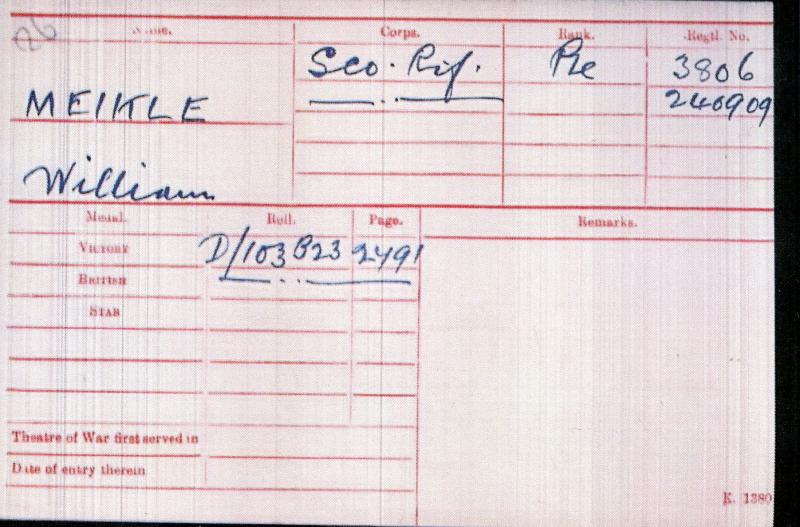 26
Name. Corps. Rank. Regtl. No.
Sco. Rif. Pte 3806
MEIKLE —..— 240909
William
Medal. Roll. Page. Remarks.
VICTORY D/103 B23 2491
BRITISH —..—
STAR
Theatre of War first served in
Date of entry therein
K. 1380